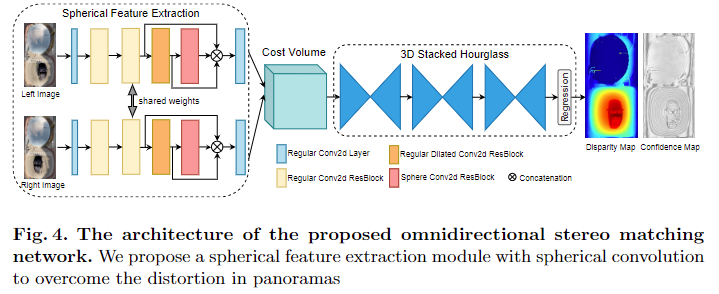 Spherical Feature Extraction
Left Image
shared weights
Right Image
Cost Volume
3D Stacked Hourglass
Regression
Disparity Map
Confidence Map
Regular Conv2d Layer
Regular Dilated Conv2d ResBlock
Regular Conv2d ResBlock
Sphere Conv2d ResBlock
Concatenation
Fig. 4. The architecture of the proposed omnidirectional stereo matching
network. We propose a spherical feature extraction module with spherical convolution
to overcome the distortion in panoramas